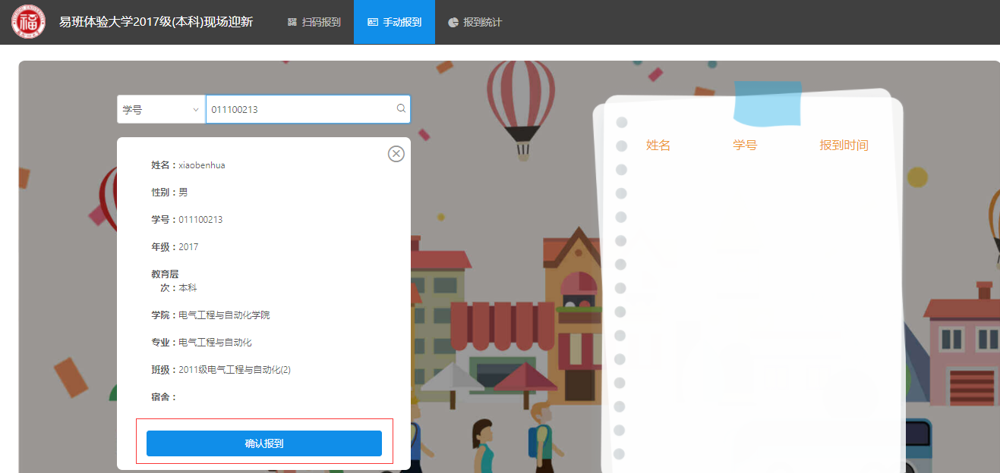 福
易班体验大学2017级(本科)现场迎新
扫码报到
手动报到
报到统计
学号
011100213
姓名：xiaobenhua
性别：男
学号：011100213
年级：2017
教育层
次：本科
学院：电气工程与自动化学院
专业：电气工程与自动化
班级：2011级电气工程与自动化(2)
宿舍：
确认报到
姓名 学号 报到时间